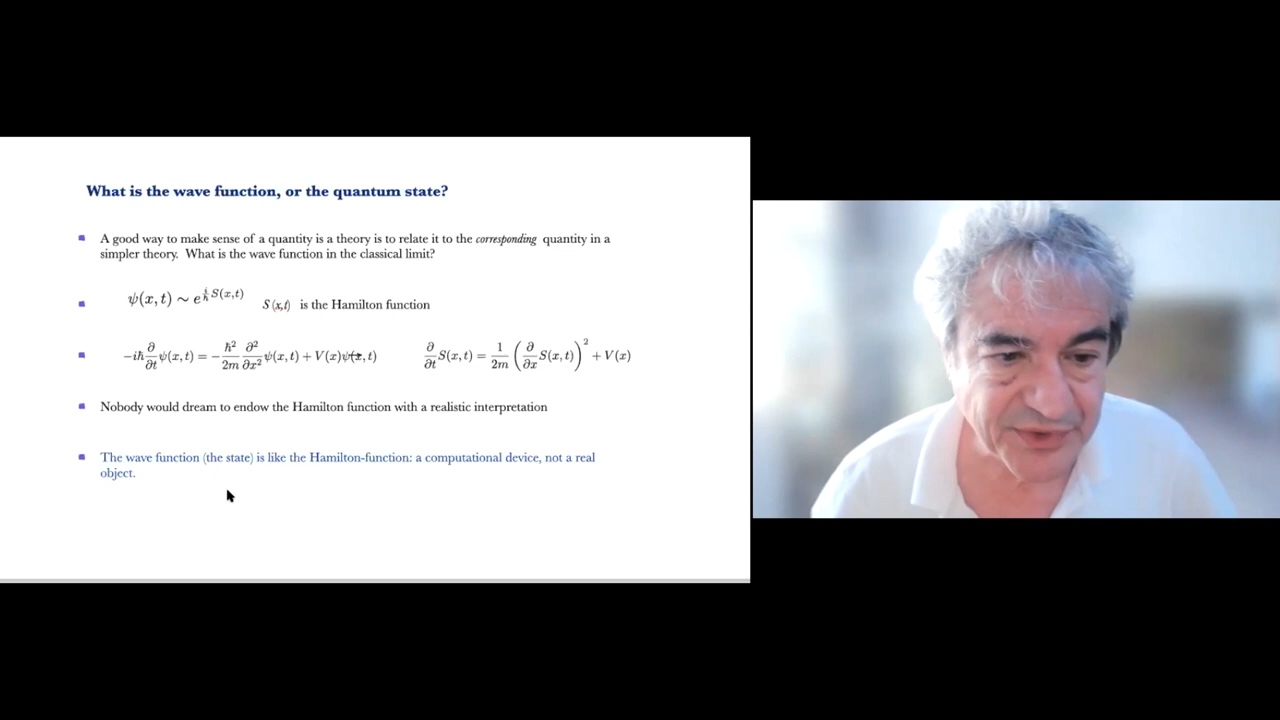 What is the wave function, or the quantum state?
A good way to make sense of a quantity is a theory is to relate it to the corresponding quantity in a
simpler theory. What is the wave function in the classical limit?
ψ(x, t) ∼ e^{i/ħ S(x,t)} S (x,t) is the Hamilton function
−iħ ∂/∂t ψ(x, t) = − ħ²/2m ∂²/∂x² ψ(x, t) + V(x)ψ(x, t) ∂/∂t S(x, t) = 1/2m (∂/∂x S(x, t))² + V(x)
Nobody would dream to endow the Hamilton function with a realistic interpretation
The wave function (the state) is like the Hamilton-function: a computational device, not a real
object.